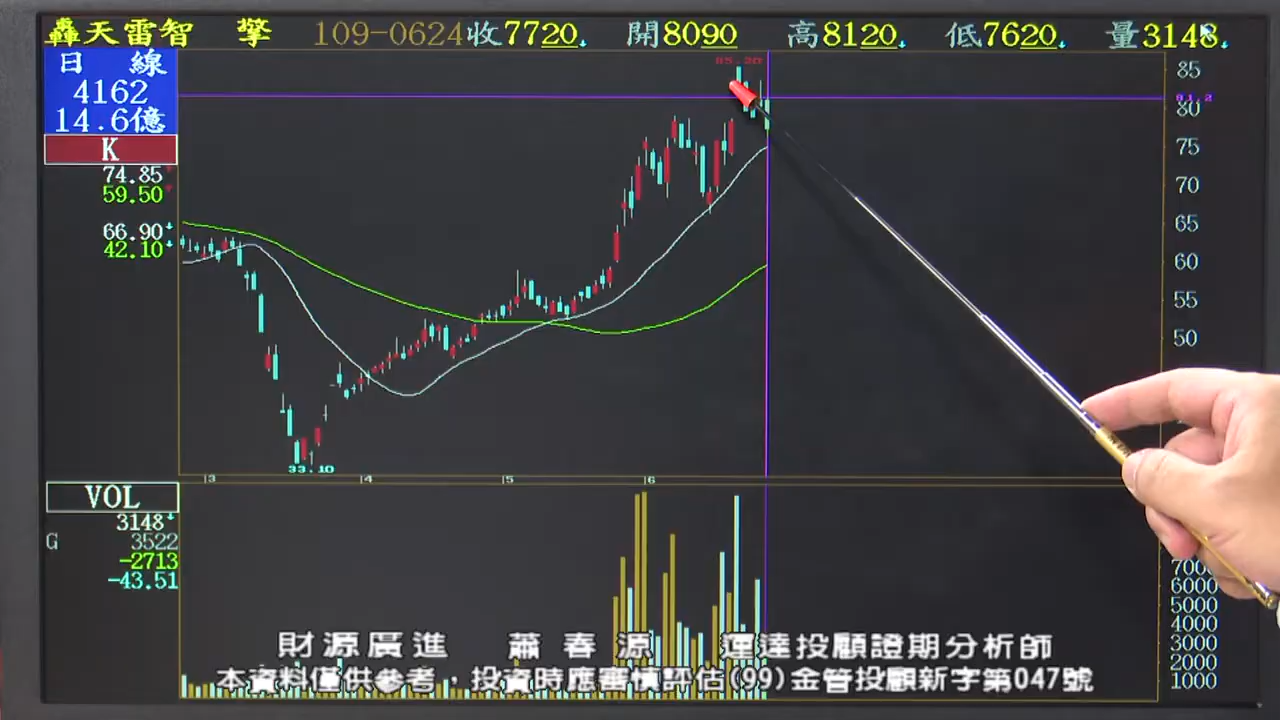 轟天雷智 擎 109-0624 收7720 開8090 高8120 低7620 量3148
日 線
4162
14.6億
K
74.85
59.50
66.90
42.10
85.20
81.2
85
80
75
70
65
60
55
50
33.10
3 4 5 6
VOL
3148
G 3522
-2713
-43.51
7000
6000
5000
4000
3000
2000
1000
財源廣進 蕭春源 運達投顧證期分析師
本資料僅供參考，投資時應審慎評估(99)金管投顧新字第047號